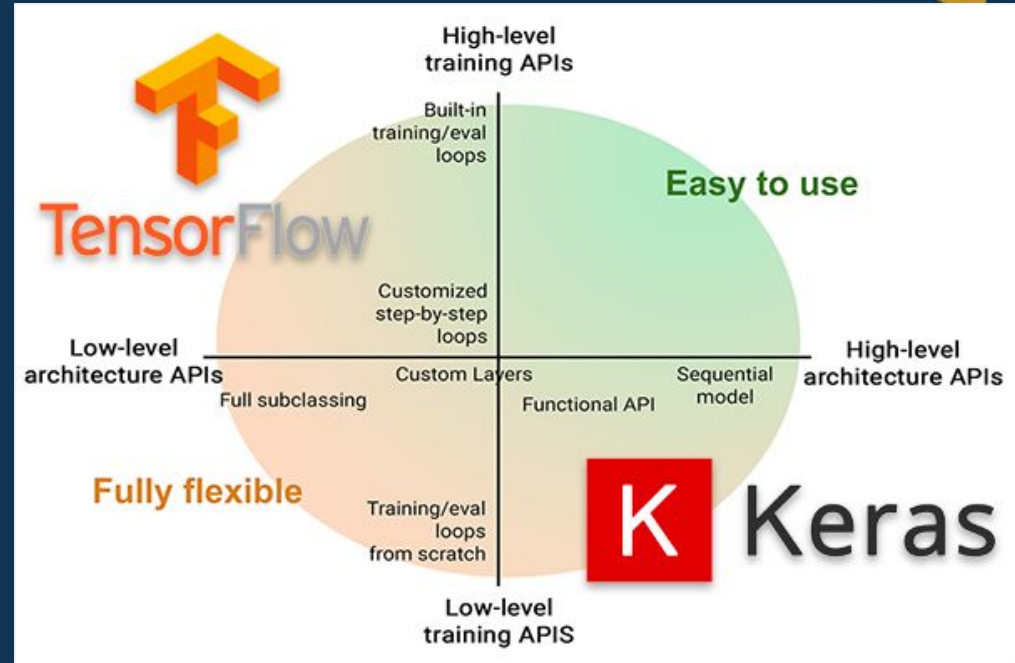 High-level
training APIs
Built-in
training/eval
loops
Easy to use
TensorFlow
Customized
step-by-step
loops
Low-level
architecture APIs
High-level
architecture APIs
Custom Layers
Sequential
model
Full subclassing
Functional API
Fully flexible
Training/eval
loops
from scratch
K Keras
Low-level
training APIS